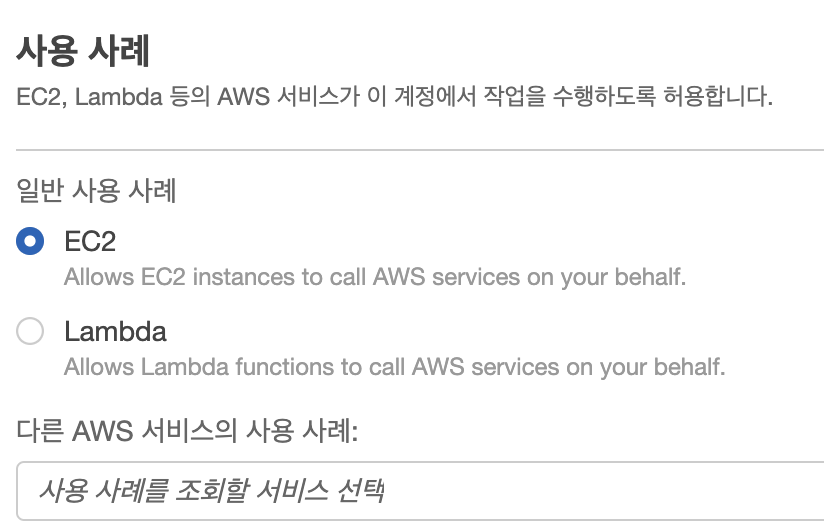 사용 사례
EC2, Lambda 등의 AWS 서비스가 이 계정에서 작업을 수행하도록 허용합니다.
일반 사용 사례
EC2
Allows EC2 instances to call AWS services on your behalf.
Lambda
Allows Lambda functions to call AWS services on your behalf.
다른 AWS 서비스의 사용 사례:
사용 사례를 조회할 서비스 선택